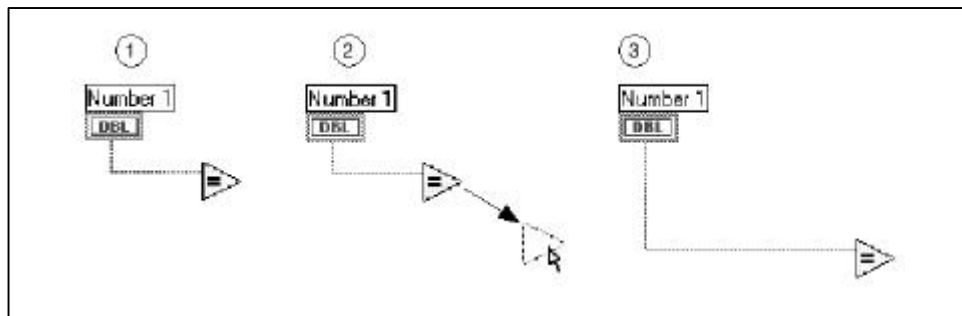 1 2 3
Number 1 Number 1 Number 1
DBL DBL DBL
= =
=